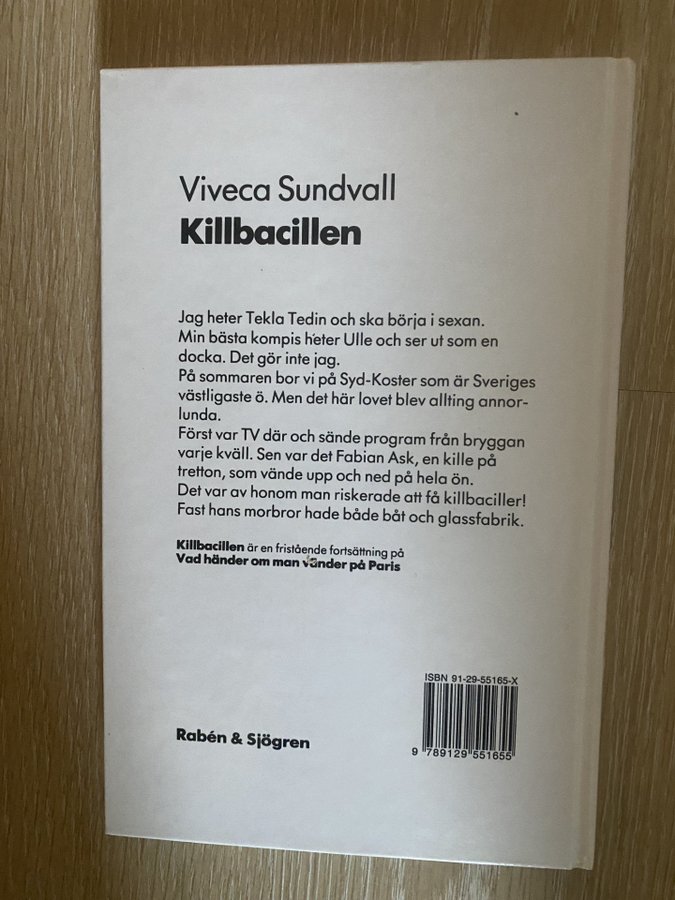 Viveca Sundvall
Killbacillen
Jag heter Tekla Tedin och ska börja i sexan.
Min bästa kompis heter Ulle och ser ut som en
docka. Det gör inte jag.
På sommaren bor vi på Syd-Koster som är Sveriges
västligaste ö. Men det här lovet blev allting annor-
lunda.
Först var TV där och sände program från bryggan
varje kväll. Sen var det Fabian Ask, en kille på
tretton, som vände upp och ned på hela ön.
Det var av honom man riskerade att få killbaciller!
Fast hans morbror hade både båt och glassfabrik.
Killbacillen är en fristående fortsättning på
Vad händer om man vänder på Paris
ISBN 91-29-55165-X
9 789129 551655
Rabén & Sjögren